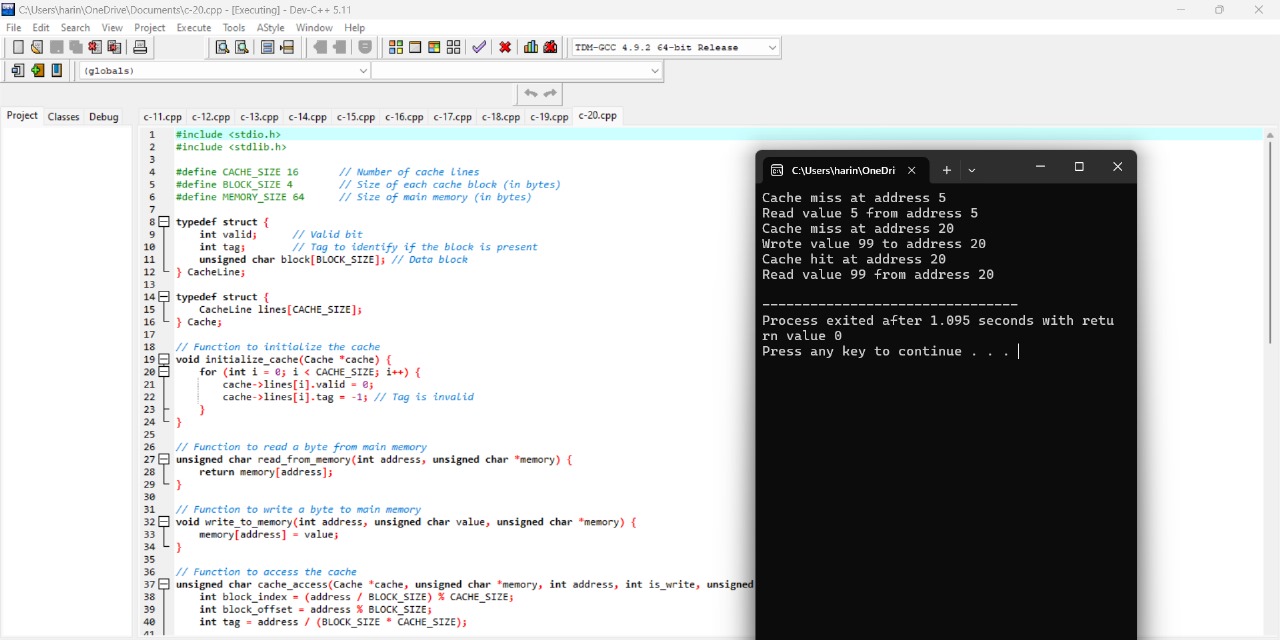 C:\Users\harin\OneDrive\Documents\c-20.cpp - [Executing] - Dev-C++ 5.11
File Edit Search View Project Execute Tools AStyle Window Help
TDM-GCC 4.9.2 64-bit Release
(globals)
Project Classes Debug
c-11.cpp c-12.cpp c-13.cpp c-14.cpp c-15.cpp c-16.cpp c-17.cpp c-18.cpp c-19.cpp c-20.cpp
1 #include <stdio.h>
2 #include <stdlib.h>
3
4 #define CACHE_SIZE 16 // Number of cache lines
5 #define BLOCK_SIZE 4 // Size of each cache block (in bytes)
6 #define MEMORY_SIZE 64 // Size of main memory (in bytes)
7
8 typedef struct {
9 int valid; // Valid bit
10 int tag; // Tag to identify if the block is present
11 unsigned char block[BLOCK_SIZE]; // Data block
12 } CacheLine;
13
14 typedef struct {
15 CacheLine lines[CACHE_SIZE];
16 } Cache;
17
18 // Function to initialize the cache
19 void initialize_cache(Cache *cache) {
20 for (int i = 0; i < CACHE_SIZE; i++) {
21 cache->lines[i].valid = 0;
22 cache->lines[i].tag = -1; // Tag is invalid
23 }
24 }
25
26 // Function to read a byte from main memory
27 unsigned char read_from_memory(int address, unsigned char *memory) {
28 return memory[address];
29 }
30
31 // Function to write a byte to main memory
32 void write_to_memory(int address, unsigned char value, unsigned char *memory) {
33 memory[address] = value;
34 }
35
36 // Function to access the cache
37 unsigned char cache_access(Cache *cache, unsigned char *memory, int address, int is_write, unsigned
38 int block_index = (address / BLOCK_SIZE) % CACHE_SIZE;
39 int block_offset = address % BLOCK_SIZE;
40 int tag = address / (BLOCK_SIZE * CACHE_SIZE);
41
C:\Users\harin\OneDri
Cache miss at address 5
Read value 5 from address 5
Cache miss at address 20
Wrote value 99 to address 20
Cache hit at address 20
Read value 99 from address 20
--------------------------------
Process exited after 1.095 seconds with retu
rn value 0
Press any key to continue . . .